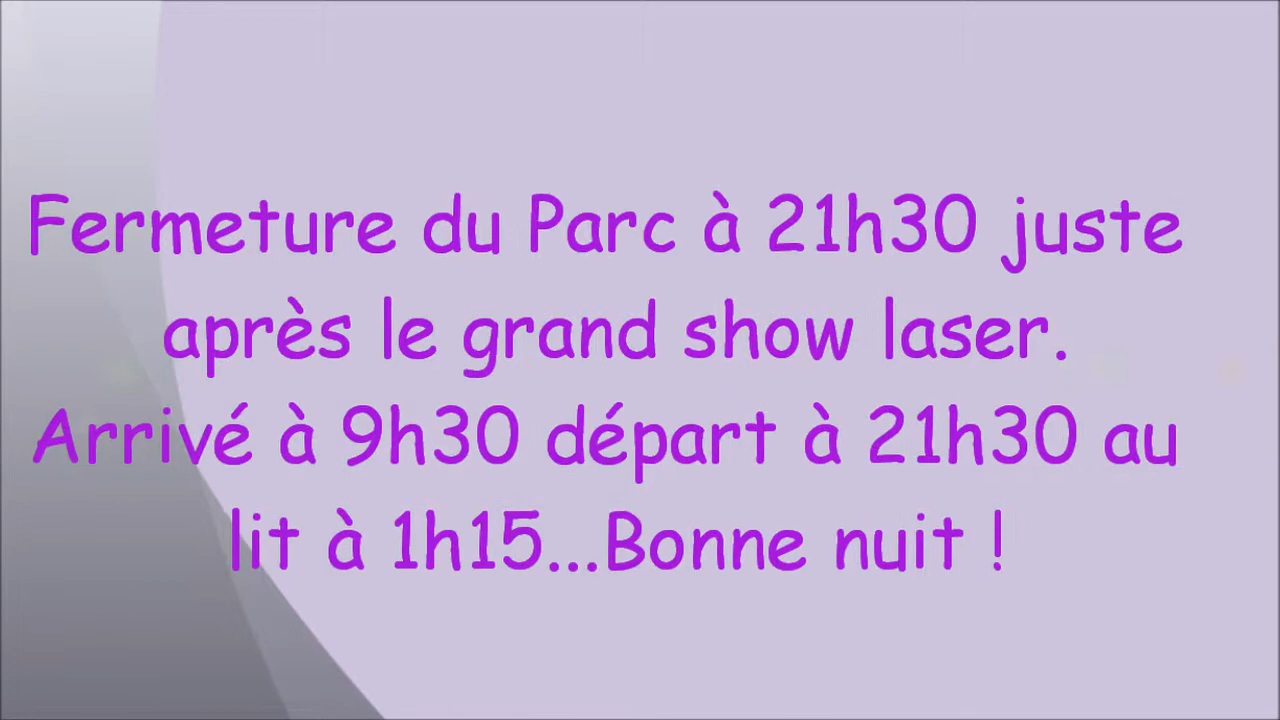 Fermeture du Parc à 21h30 juste
après le grand show laser.
Arrivé à 9h30 départ à 21h30 au
lit à 1h15...Bonne nuit !